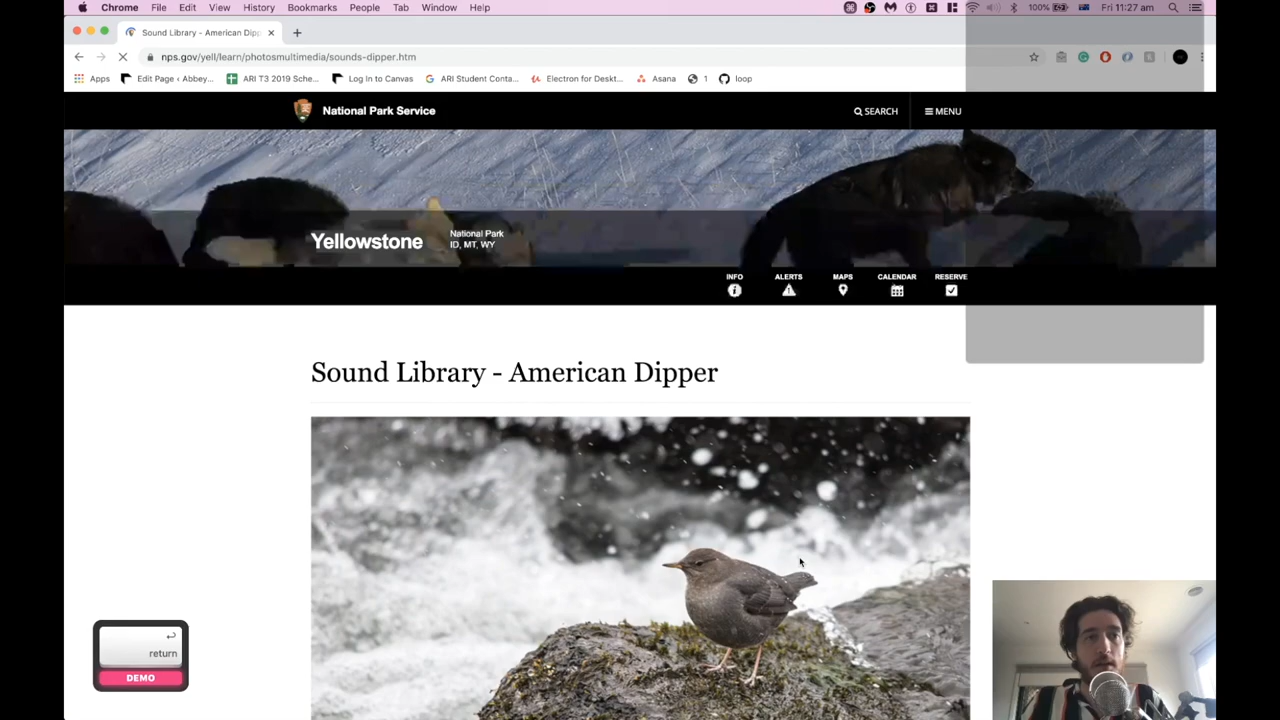 Chrome File Edit View History Bookmarks People Tab Window Help 100% Fri 11:27 am
Sound Library - American Dipp
nps.gov/yell/learn/photosmultimedia/sounds-dipper.htm
Apps Edit Page ‹ Abbey... ARI T3 2019 Sche... Log In to Canvas ARI Student Conta... Electron for Deskt... Asana 1 loop
National Park Service SEARCH MENU
Yellowstone National Park
ID, MT, WY
INFO ALERTS MAPS CALENDAR RESERVE
Sound Library - American Dipper
return
DEMO